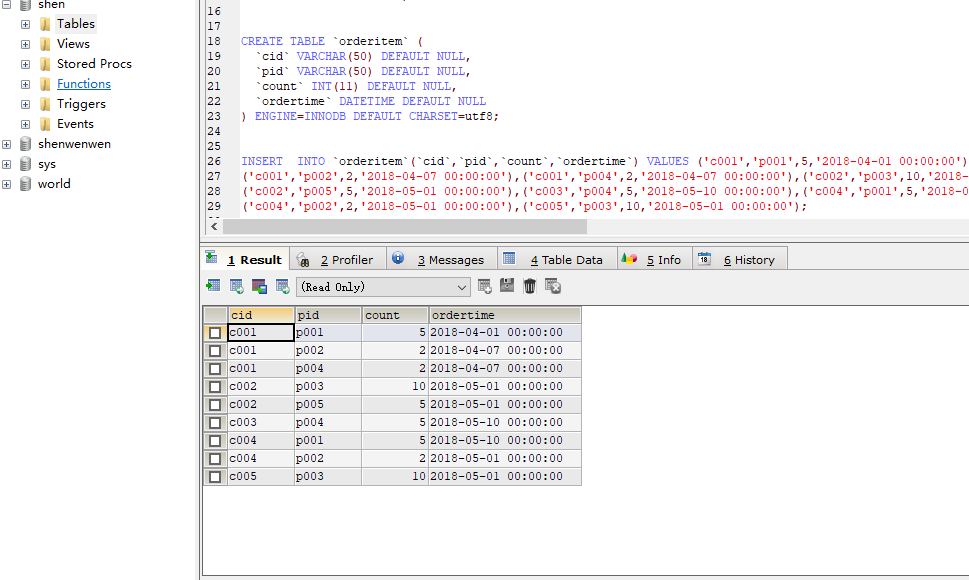 shen
Tables
Views
Stored Procs
Functions
Triggers
Events
shenwenwen
sys
world
16
17
18 CREATE TABLE `orderitem` (
19 `cid` VARCHAR(50) DEFAULT NULL,
20 `pid` VARCHAR(50) DEFAULT NULL,
21 `count` INT(11) DEFAULT NULL,
22 `ordertime` DATETIME DEFAULT NULL
23 ) ENGINE=INNODB DEFAULT CHARSET=utf8;
24
25
26 INSERT  INTO `orderitem`(`cid`,`pid`,`count`,`ordertime`) VALUES ('c001','p001',5,'2018-04-01 00:00:00')
27 ('c001','p002',2,'2018-04-07 00:00:00'),('c001','p004',2,'2018-04-07 00:00:00'),('c002','p003',10,'2018-
28 ('c002','p005',5,'2018-05-01 00:00:00'),('c003','p004',5,'2018-05-10 00:00:00'),('c004','p001',5,'2018-0
29 ('c004','p002',2,'2018-05-01 00:00:00'),('c005','p003',10,'2018-05-01 00:00:00');
1 Result 2 Profiler 3 Messages 4 Table Data 5 Info 18 6 History
(Read Only)
cid pid count ordertime
c001 p001 5 2018-04-01 00:00:00
c001 p002 2 2018-04-07 00:00:00
c001 p004 2 2018-04-07 00:00:00
c002 p003 10 2018-05-01 00:00:00
c002 p005 5 2018-05-01 00:00:00
c003 p004 5 2018-05-10 00:00:00
c004 p001 5 2018-05-10 00:00:00
c004 p002 2 2018-05-01 00:00:00
c005 p003 10 2018-05-01 00:00:00